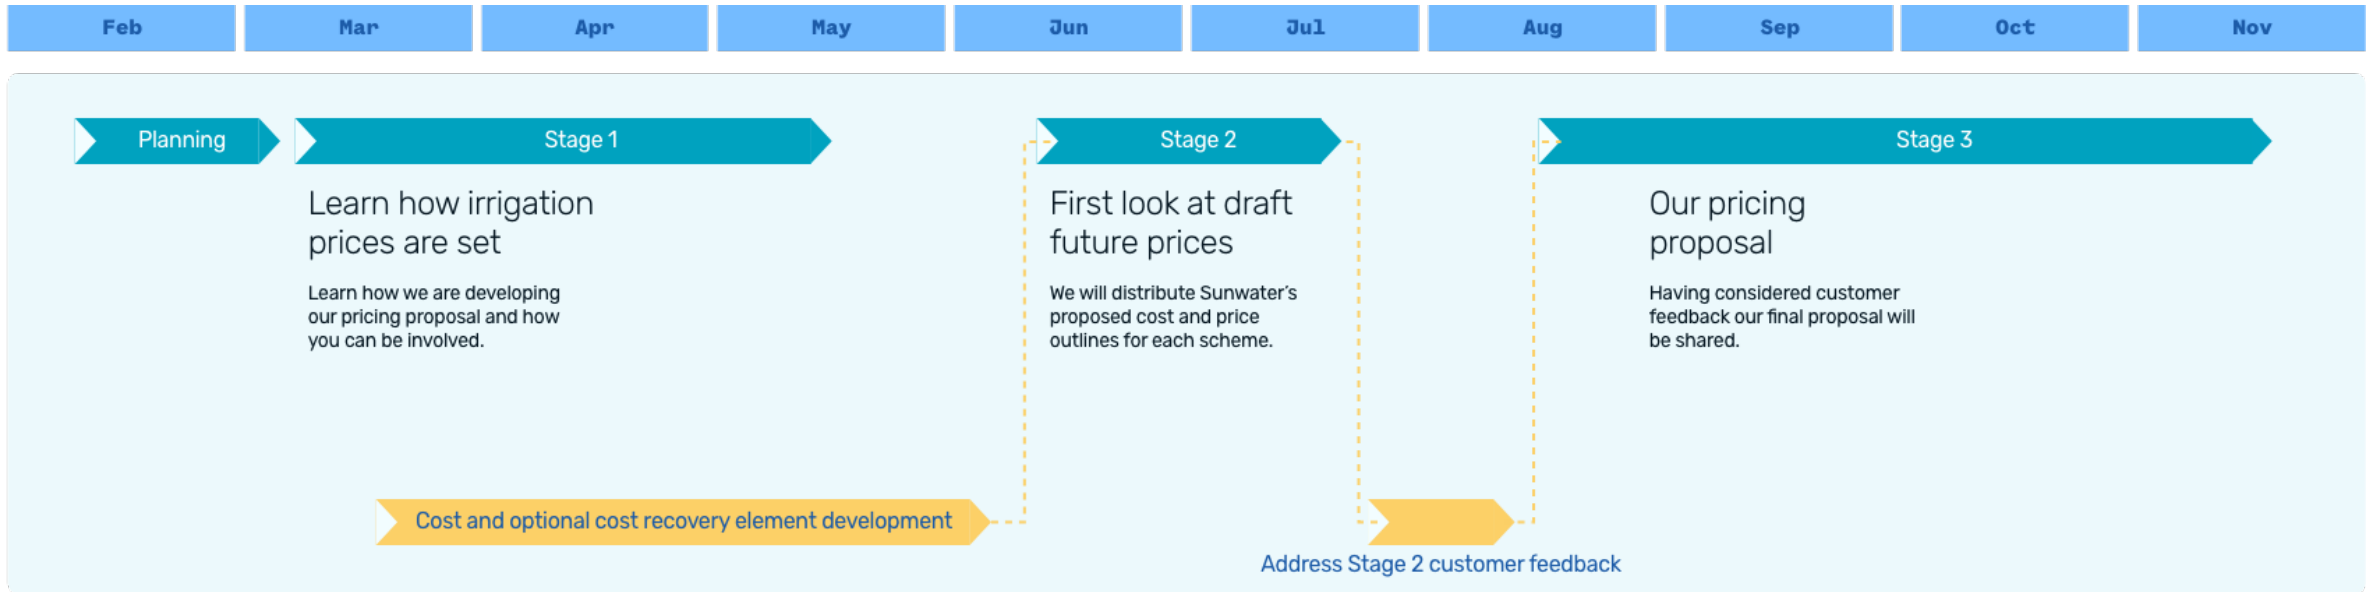 Feb
Mar
Apr
May
Jun
Jul
Aug
Sep
Oct
Nov
Planning
Stage 1
Stage 2
Stage 3
Learn how irrigation
prices are set
Learn how we are developing
our pricing proposal and how
you can be involved.
First look at draft
future prices
We will distribute Sunwater's
proposed cost and price
outlines for each scheme.
Our pricing
proposal
Having considered customer
feedback our final proposal will
be shared.
Cost and optional cost recovery element development
Address Stage 2 customer feedback